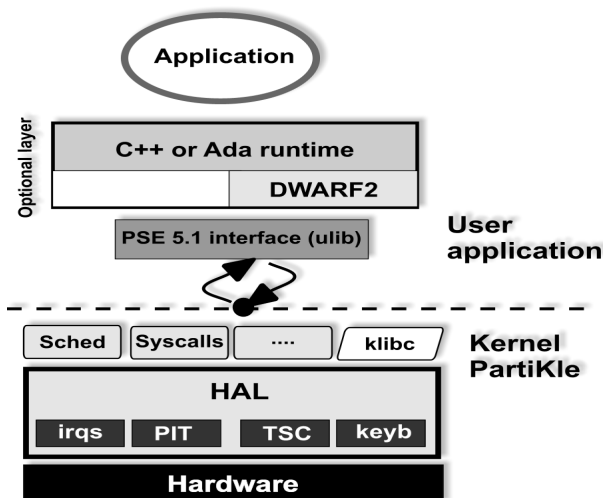 Application
Optional layer
C++ or Ada runtime
DWARF2
PSE 5.1 interface (ulib)
User
application
Sched
Syscalls
....
klibc
Kernel
PartiKle
HAL
irqs
PIT
TSC
keyb
Hardware